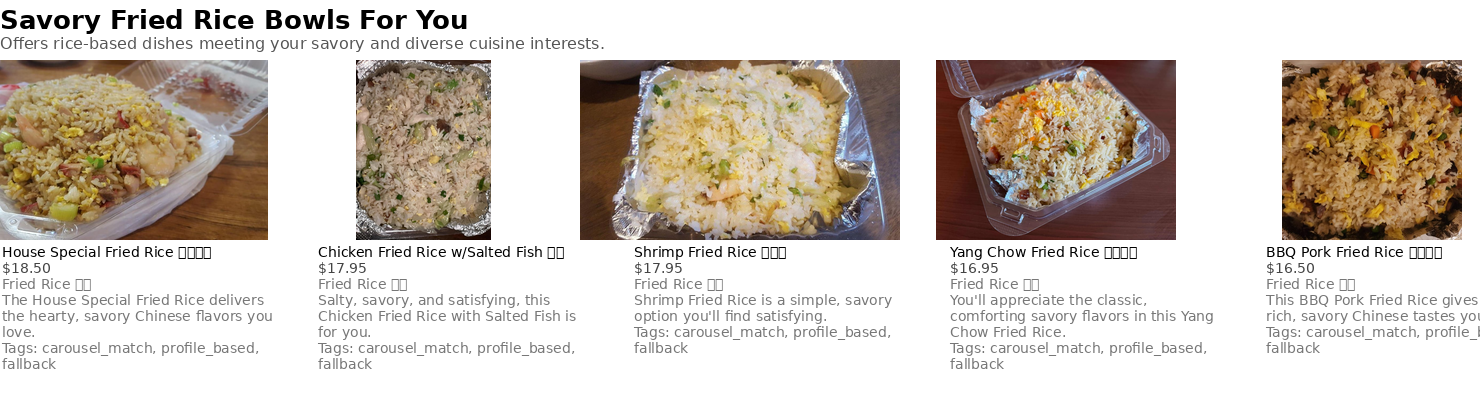 Savory Fried Rice Bowls For You
Offers rice-based dishes meeting your savory and diverse cuisine interests.
House Special Fried Rice
$18.50
Fried Rice
The House Special Fried Rice delivers
the hearty, savory Chinese flavors you
love.
Tags: carousel_match, profile_based,
fallback
Chicken Fried Rice w/Salted Fish
$17.95
Fried Rice
Salty, savory, and satisfying, this
Chicken Fried Rice with Salted Fish is
for you.
Tags: carousel_match, profile_based,
fallback
Shrimp Fried Rice
$17.95
Fried Rice
Shrimp Fried Rice is a simple, savory
option you'll find satisfying.
Tags: carousel_match, profile_based,
fallback
Yang Chow Fried Rice
$16.95
Fried Rice
You'll appreciate the classic,
comforting savory flavors in this Yang
Chow Fried Rice.
Tags: carousel_match, profile_based,
fallback
BBQ Pork Fried Rice
$16.50
Fried Rice
This BBQ Pork Fried Rice gives
rich, savory Chinese tastes
Tags: carousel_match,
fallback